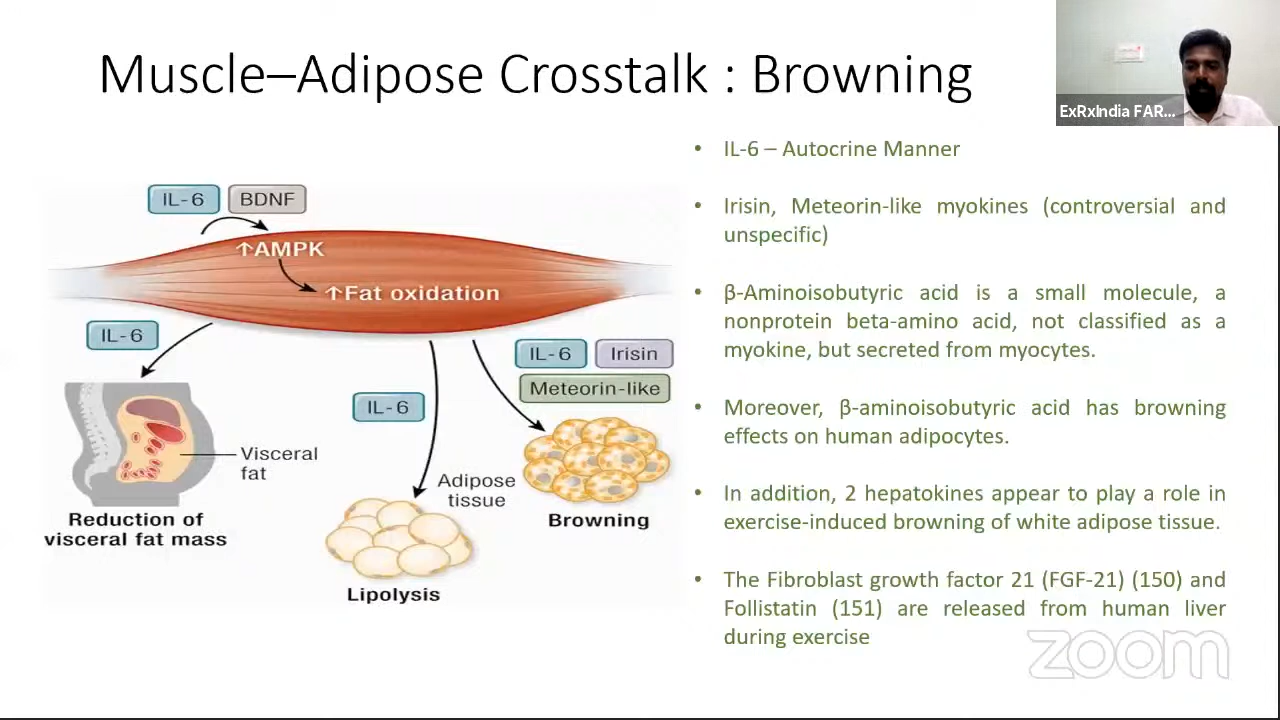 Muscle–Adipose Crosstalk : Browning
ExRxIndia FAR...
IL-6 BDNF
↑AMPK
↑Fat oxidation
IL-6
Visceral
fat
Reduction of
visceral fat mass
IL-6
Adipose
tissue
Lipolysis
IL-6 Irisin
Meteorin-like
Browning
• IL-6 – Autocrine Manner
• Irisin, Meteorin-like myokines (controversial and
unspecific)
• β-Aminoisobutyric acid is a small molecule, a
nonprotein beta-amino acid, not classified as a
myokine, but secreted from myocytes.
• Moreover, β-aminoisobutyric acid has browning
effects on human adipocytes.
• In addition, 2 hepatokines appear to play a role in
exercise-induced browning of white adipose tissue.
• The Fibroblast growth factor 21 (FGF-21) (150) and
Follistatin (151) are released from human liver
during exercise
zoom